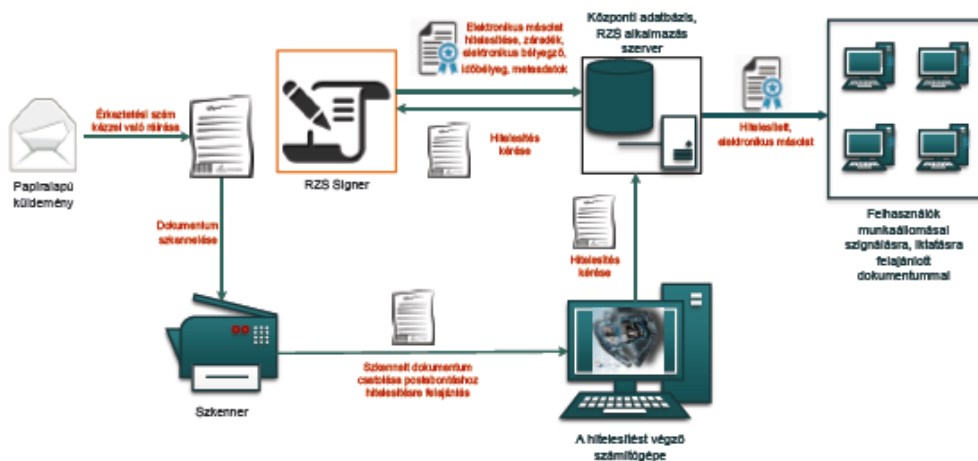 Papíralapú
küldemény
Érkeztetési szám
kézzel való ráírása
Dokumentum
szkennelése
Szkenner
Szkennelt dokumentum
csatolása postabontáshoz
hitelesítésre felajánlás
A hitelesítést végző
számítógépe
Hitelesítés
kérése
Központi adatbázis,
RZS alkalmazás
szerver
Hitelesítés
kérése
RZS Signer
Elektronikus másolat
hitelesítése, záradék,
elektronikus bélyegző,
időbélyeg, metaadatok
Hitelesített,
elektronikus másolat
Felhasználók
munkaállomásai
szignálásra, iktatásra
felajánlott
dokumentummal